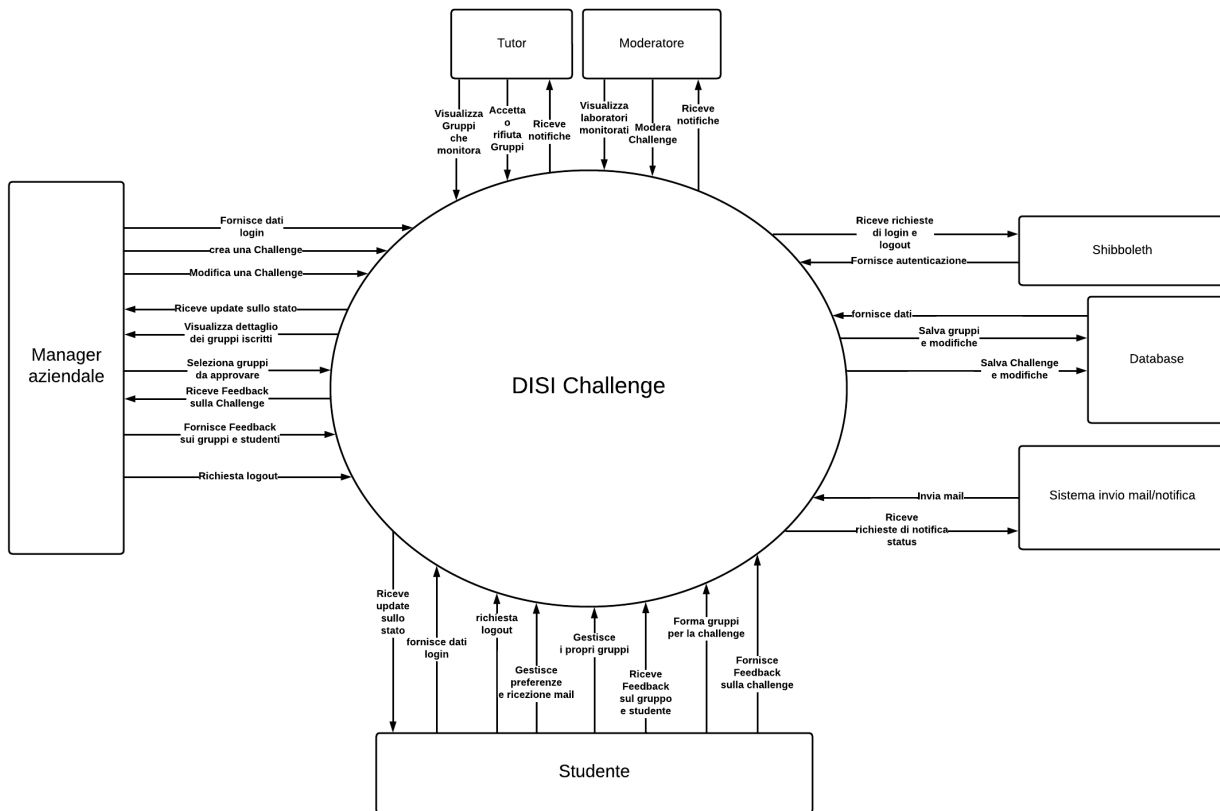 Tutor
Moderatore
Visualizza
Gruppi
che
monitora
Accetta
o
rifiuta
Gruppi
Riceve
notifiche
Visualizza
laboratori
monitorati
Modera
Challenge
Riceve
notifiche
Manager
aziendale
Fornisce dati
login
crea una Challenge
Modifica una Challenge
Riceve update sullo stato
Visualizza dettaglio
dei gruppi iscritti
Seleziona gruppi
da approvare
Riceve Feedback
sulla Challenge
Fornisce Feedback
sui gruppi e studenti
Richiesta logout
DISI Challenge
Riceve richieste
di login e
logout
Fornisce autenticazione
Shibboleth
fornisce dati
Salva gruppi
e modifiche
Salva Challenge
e modifiche
Database
Invia mail
Riceve
richieste di notifica
status
Sistema invio mail/notifica
Riceve
update
sullo
stato
fornisce dati
login
richiesta
logout
Gestisce
preferenze
e ricezione mail
Gestisce
i propri gruppi
Riceve
Feedback
sul gruppo
e studente
Forma gruppi
per la challenge
Fornisce
Feedback
sulla challenge
Studente